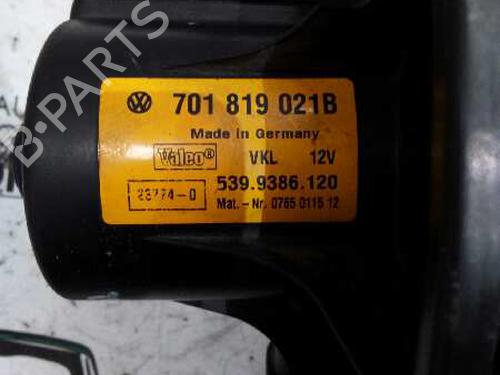 701 819 021B
Made in Germany
Valeo® VKL 12V
539.9386.120
23774-0
Mat.- Nr. 0765 0115 12